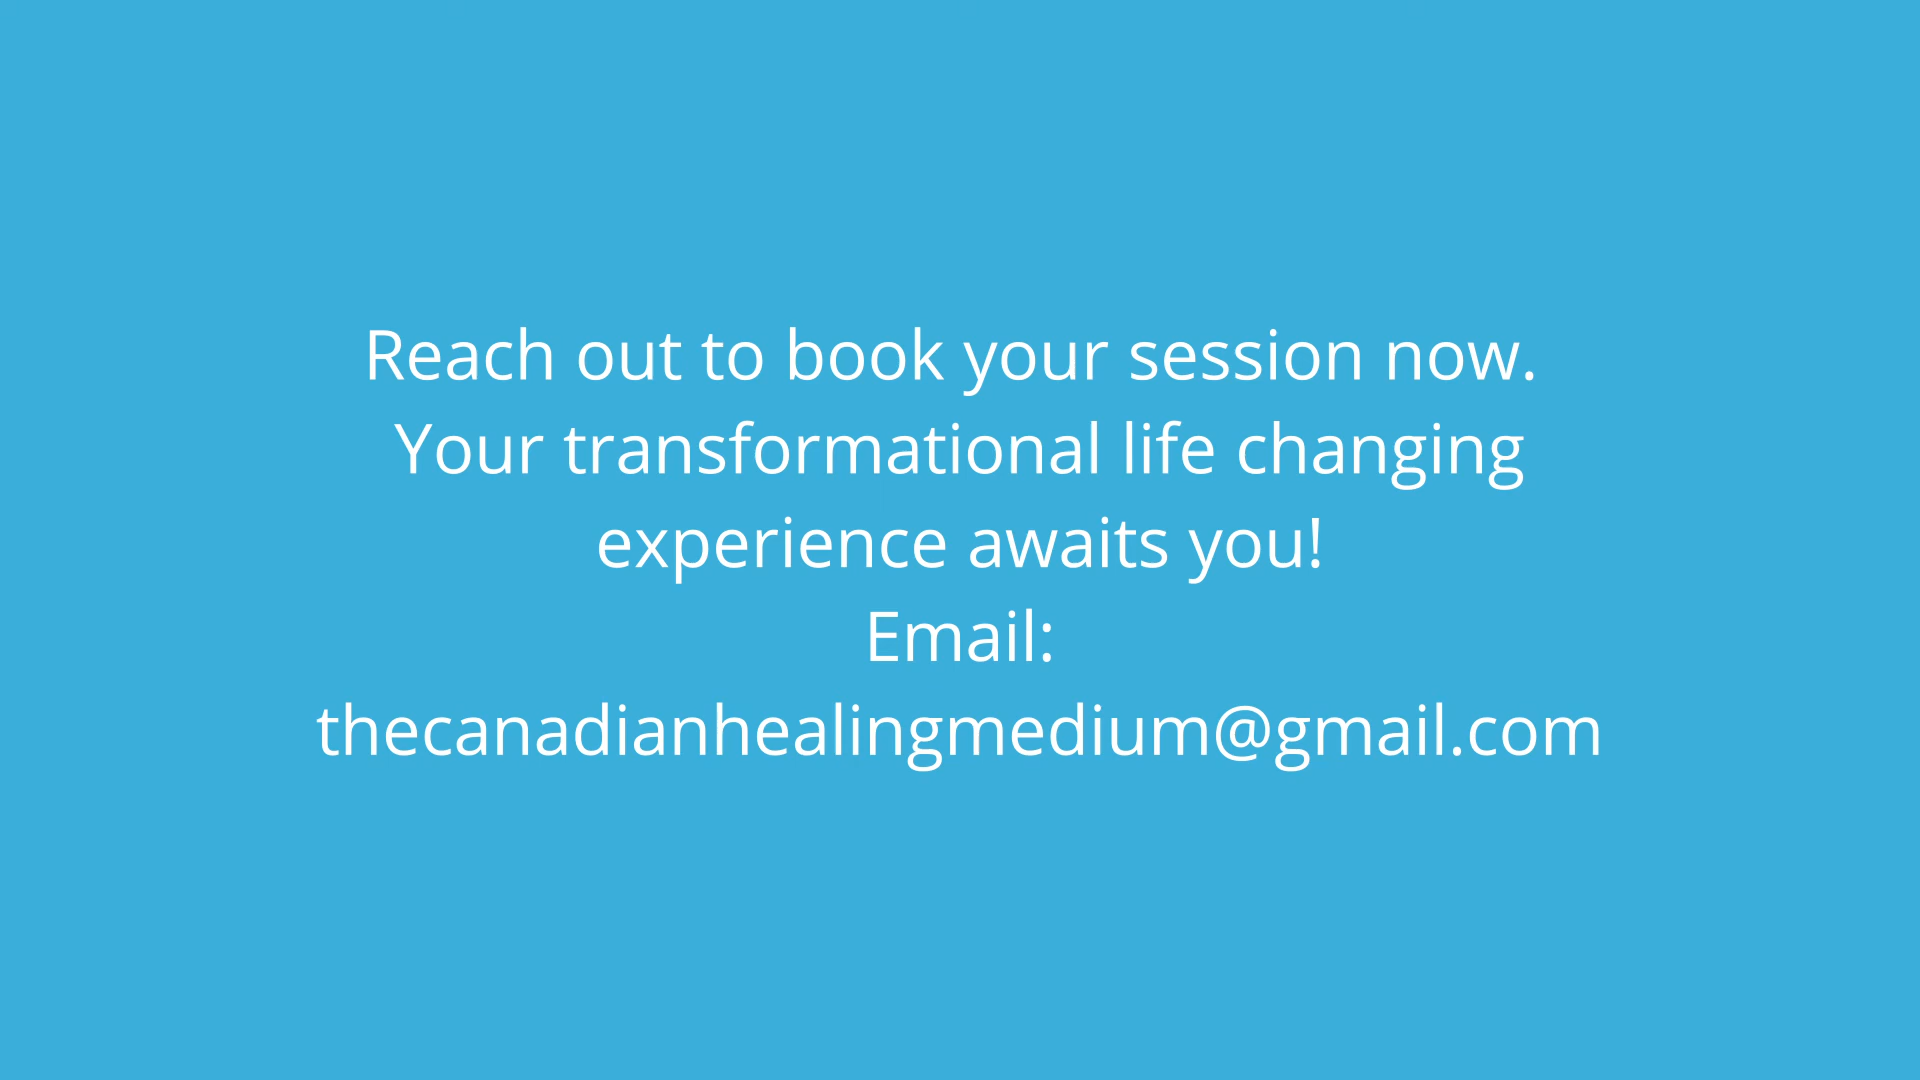 Reach out to book your session now.
Your transformational life changing
experience awaits you!
Email:
thecanadianhealingmedium@gmail.com